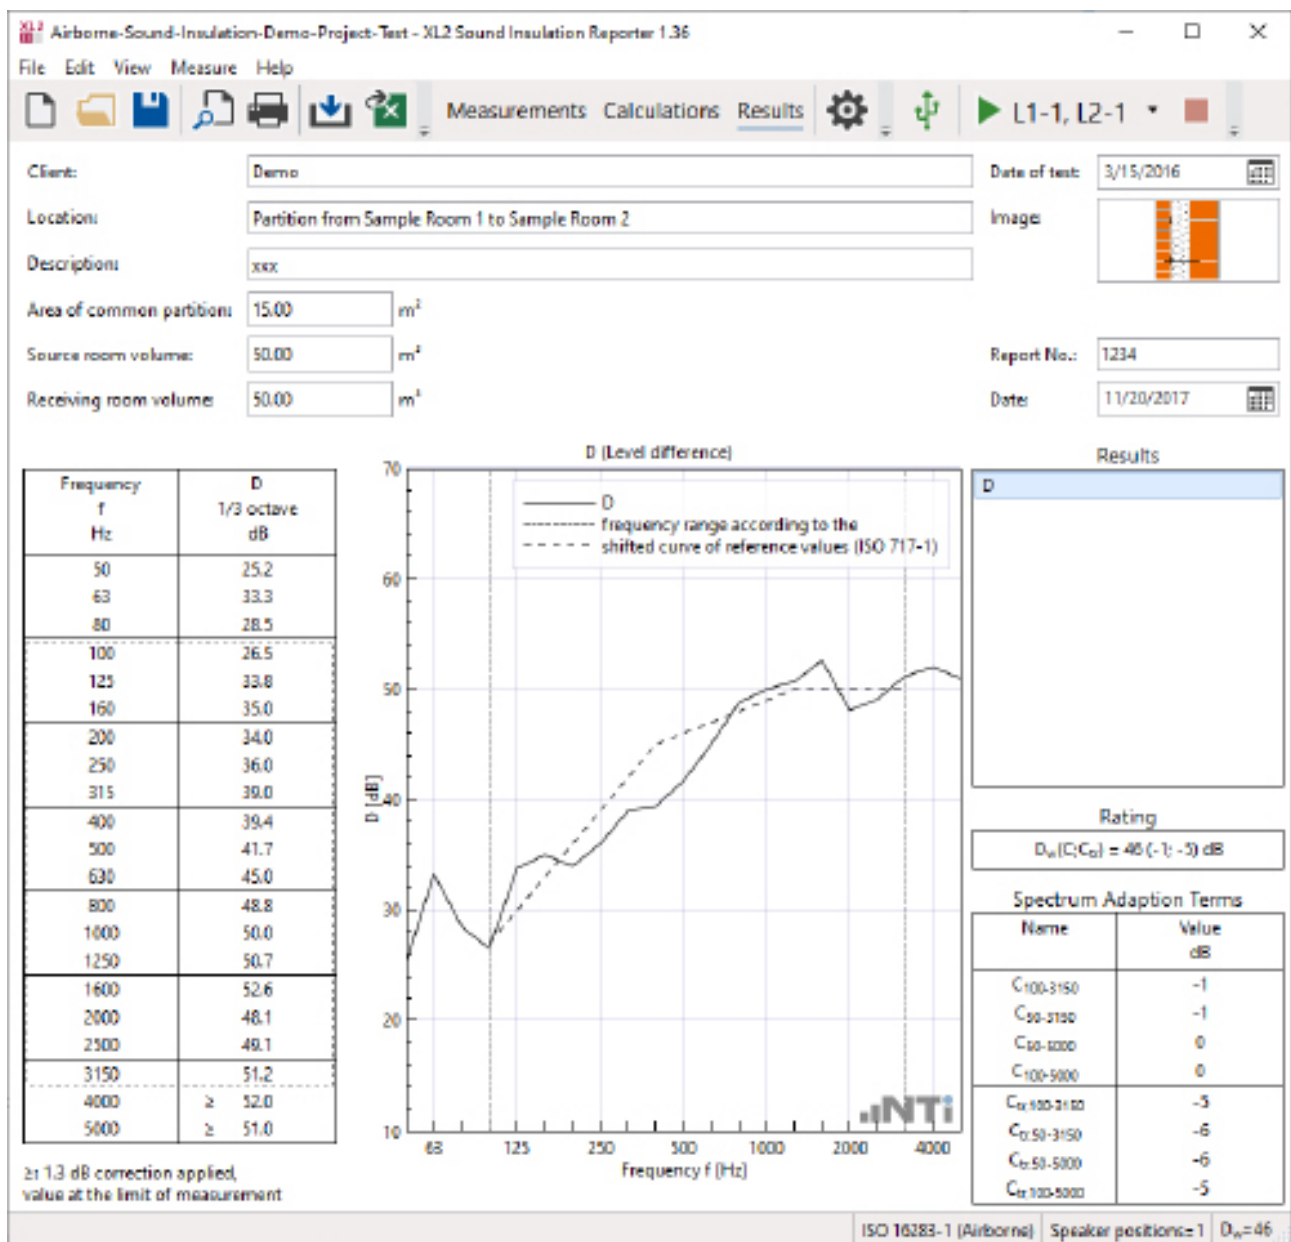 XL2 Airborne-Sound-Insulation-Demo-Project-Test - XL2 Sound Insulation Reporter 1.36
File Edit View Measure Help
Measurements Calculations Results L1-1, L2-1
Client: Demo Date of test: 3/15/2016
Location: Partition from Sample Room 1 to Sample Room 2 Image:
Description: xxx
Area of common partition: 15.00 m²
Source room volume: 50.00 m³ Report No.: 1234
Receiving room volume: 50.00 m³ Date: 11/20/2017
Frequency D
f 1/3 octave
Hz dB
50 25.2
63 33.3
80 28.5
100 26.5
125 33.8
160 35.0
200 34.0
250 36.0
315 39.0
400 39.4
500 41.7
630 45.0
800 48.8
1000 50.0
1250 50.7
1600 52.6
2000 48.1
2500 49.1
3150 51.2
4000 ≥ 52.0
5000 ≥ 51.0
≥: 1.3 dB correction applied,
value at the limit of measurement
D (Level difference)
D
frequency range according to the
shifted curve of reference values (ISO 717-1)
70
60
50
40
30
20
10
D [dB]
63 125 250 500 1000 2000 4000
Frequency f [Hz]
NTi
Results
D
Rating
Dw(C;Ctr) = 46 (-1; -5) dB
Spectrum Adaption Terms
Name Value
dB
C100-3150 -1
C50-3150 -1
C50-5000 0
C100-5000 0
Ctr,100-3150 -5
Ctr,50-3150 -6
Ctr,50-5000 -6
Ctr,100-5000 -5
ISO 16283-1 (Airborne) Speaker positions=1 Dw=46